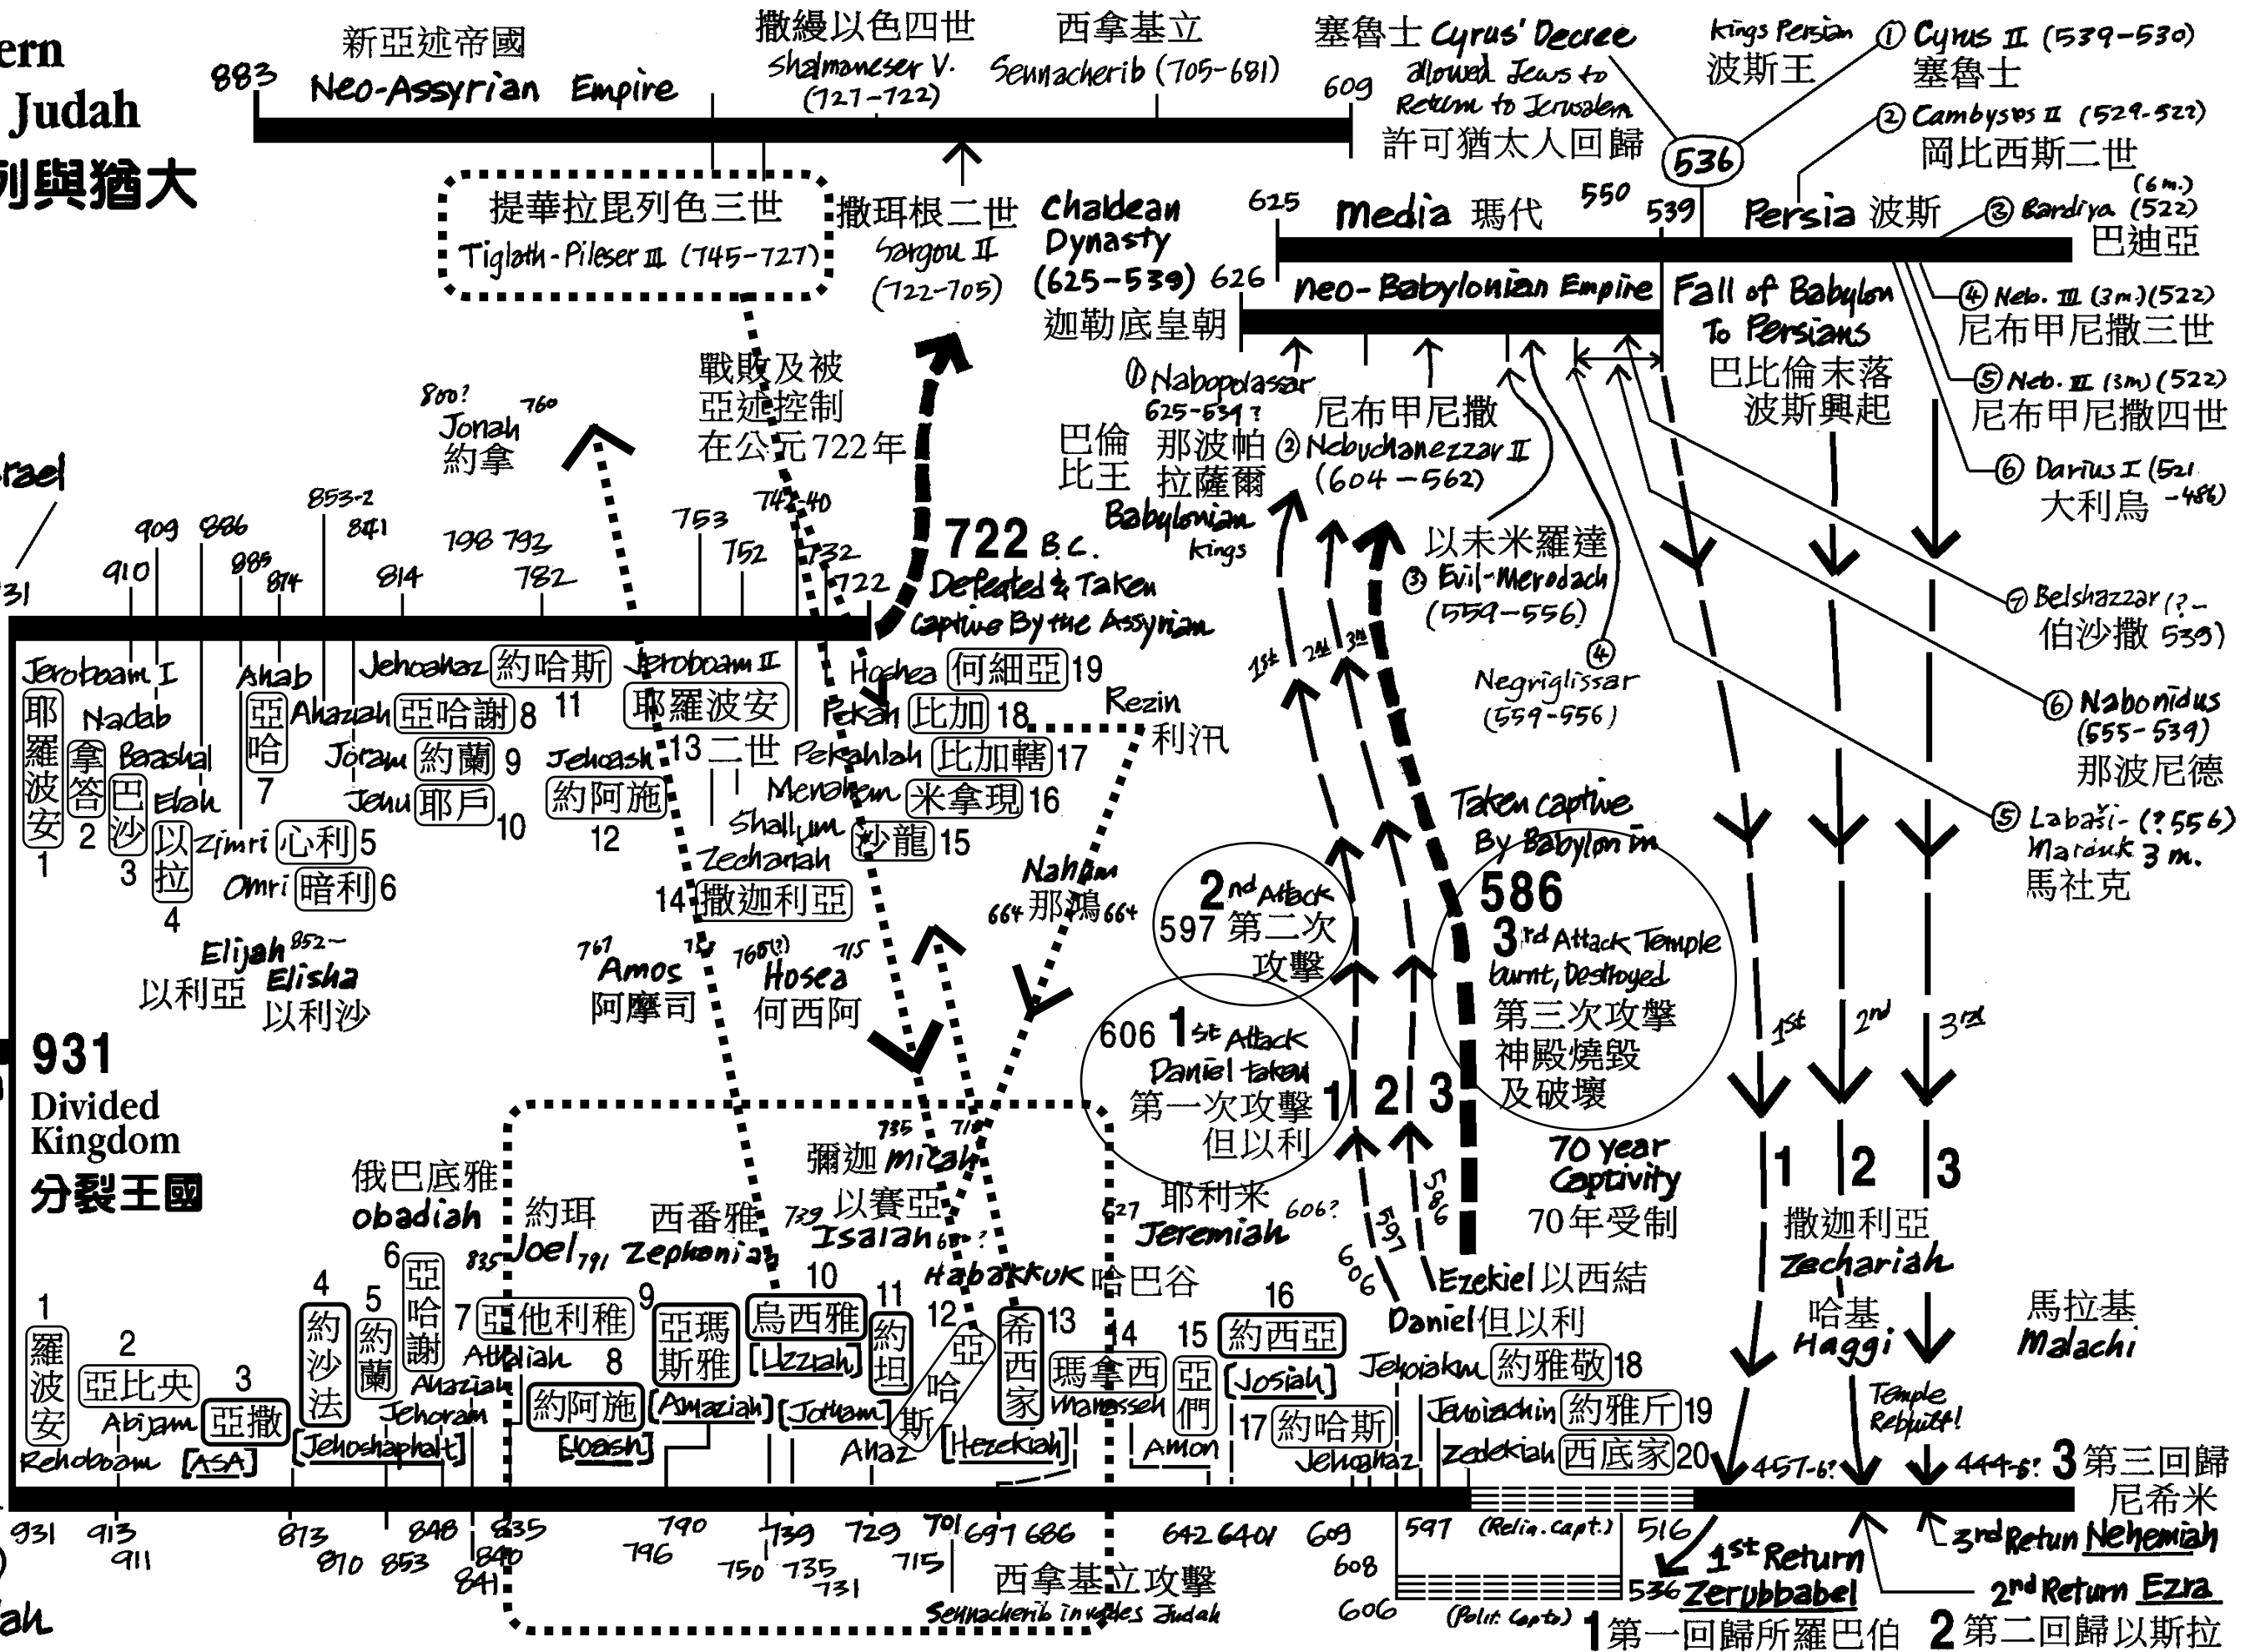 ern
Judah
列與猶大
883
新亞述帝國
Neo-Assyrian Empire
撒縵以色四世
Shalmaneser V.
(727-722)
西拿基立
Sennacherib (705-681)
609
塞魯士 Cyrus' Decree
allowed Jews to
Return to Jerusalem
許可猶太人回歸
536
Kings Persian
波斯王
① Cyrus II (539-530)
塞魯士
② Cambyses II (529-522)
岡比西斯二世
(6 m.)
③ Bardiya (522)
巴迪亞
④ Neb. III (3m)(522)
尼布甲尼撒三世
⑤ Neb. III (3m) (522)
尼布甲尼撒四世
⑥ Darius I (521
大利烏 -486)
提華拉毘列色三世
Tiglath-Pileser III (745-727)
撒珥根二世
Sargon II
(722-705)
Chaldean
Dynasty
(625-539)
迦勒底皇朝
625
Media 瑪代
550
539
Persia 波斯
626
neo-Babylonian Empire
Fall of Babylon
To Persians
巴比倫末落
波斯興起
戰敗及被
亞述控制
在公元722年
800?
Jonah 760
約拿
① Nabopolassar
625-539?
那波帕
拉薩爾
巴倫
比王
Babylonian
Kings
尼布甲尼撒
② Nebuchanezzar II
(604-562)
以未米羅達
③ Evil-Merodach
(559-556)
④
Negriglissar
(559-556)
⑦ Belshazzar (?-
伯沙撒 539)
⑥ Nabonidus
(555-539)
那波尼德
⑤ Labaši- (?556)
Marduk 3 m.
馬社克
rael
931
910
909
886
885
874
853-2
841
814
798 792
782
753
752
742-40
732
722
722 B.C.
Defeated & Taken
captive By the Assyrian
Jeroboam I
耶羅波安
1
Nadab
拿答
2
Baashal
巴沙
3
Elah
以拉
4
Zimri 心利 5
Omri 暗利 6
Ahab
亞哈
7
Ahaziah 亞哈謝 8
Joram 約蘭 9
Jehu 耶戶 10
Jehoahaz 約哈斯
11
Jehoash
約阿施
12
Jeroboam II
耶羅波安
13 二世
Zechariah
14 撒迦利亞
Shallum 沙龍 15
Menahem 米拿現 16
Pekahiah 比加轄 17
Pekah 比加 18
Hoshea 何細亞 19
Rezin
利汛
Nahum
664 那鴻 664
Elijah 852-
以利亞
Elisha
以利沙
767
Amos
阿摩司
760(?) 715
Hosea
何西阿
1st 2nd 3rd
Taken captive
By Babylon in
586
3rd Attack Temple
burnt, Destroyed
第三次攻擊
神殿燒毀
及破壞
2nd Attack
597 第二次
攻擊
606 1st Attack
Daniel taken
第一次攻擊
但以利
1 2 3
1st 2nd 3rd
1 2 3
70 year
Captivity
70年受制
931
Divided
Kingdom
分裂王國
俄巴底雅
Obadiah
約珥
835 Joel 791
西番雅
Zephaniah
735
彌迦 Micah
739 以賽亞
Isaiah 680?
Habakkuk 哈巴谷
耶利米
627 Jeremiah 606?
606 597 586
Ezekiel 以西結
Daniel 但以利
撒迦利亞
Zechariah
哈基
Haggi
馬拉基
Malachi
Temple
Rebuilt!
1
羅波安
Rehoboam
2
亞比央
Abijam
3
亞撒
[ASA]
4
約沙法
[Jehoshaphalt]
5
約蘭
Jehoram
6
亞哈謝
Ahaziah
7 亞他利稚
Athaliah
8
約阿施
[Joash]
9
亞瑪斯雅
[Amaziah]
10
烏西雅
[Uzziah]
11
約坦
[Jotham]
12
亞哈斯
Ahaz
希西家 13
[Hezekiah]
14
瑪拿西
Manasseh
15
亞們
Amon
16
約西亞
[Josiah]
17 約哈斯
Jehoahaz
Jehoiakim 約雅敬 18
Jehoiachin 約雅斤 19
Zedekiah 西底家 20
457-6?
444-5?
3 第三回歸
尼希米
3rd Retun Nehemiah
2nd Return Ezra
2 第二回歸以斯拉
1st Return
536 Zerubbabel
1 第一回歸所羅巴伯
931
913
911
873
870
853
848
841
840
835
796
790
750
739
735
731
729
715
701
697 686
642 640
609
608
606
597
(Relig. Capt.)
516
(Polit. Capt)
西拿基立攻擊
Sennacherib invades Judah
ah